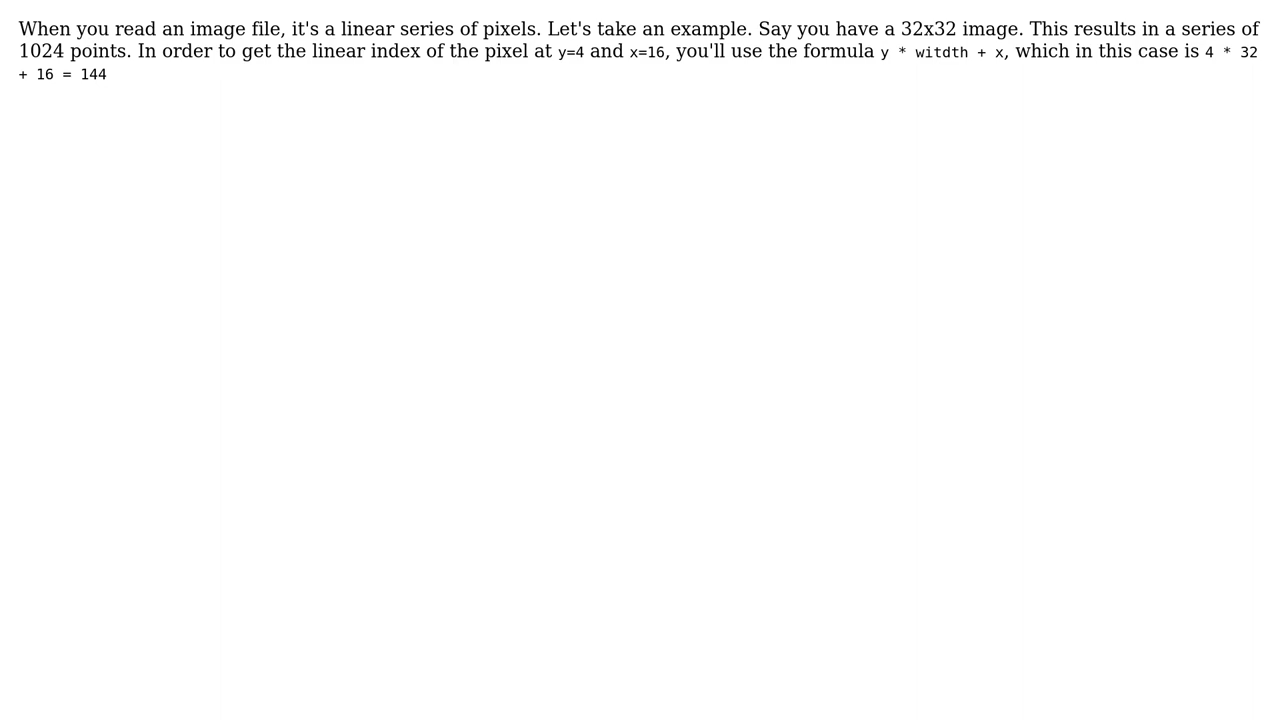 When you read an image file, it's a linear series of pixels. Let's take an example. Say you have a 32x32 image. This results in a series of
1024 points. In order to get the linear index of the pixel at y=4 and x=16, you'll use the formula y * witdth + x, which in this case is 4 * 32
+ 16 = 144